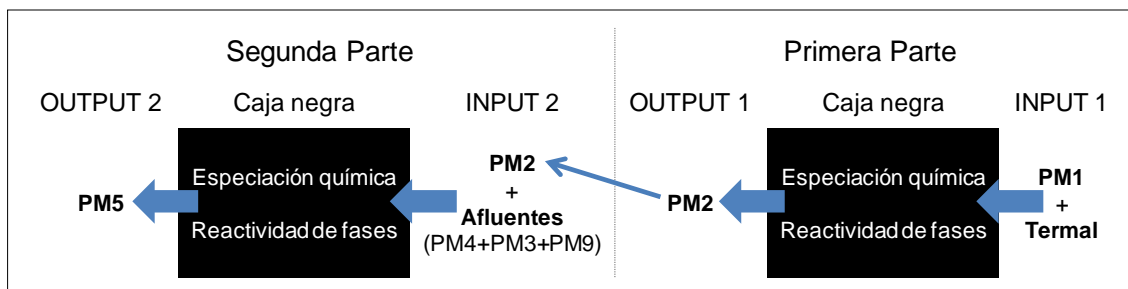 Segunda Parte
Primera Parte
OUTPUT 2
Caja negra
INPUT 2
OUTPUT 1
Caja negra
INPUT 1
PM5
Especiación química
Reactividad de fases
PM2
+
Afluentes
(PM4+PM3+PM9)
PM2
Especiación química
Reactividad de fases
PM1
+
Termal